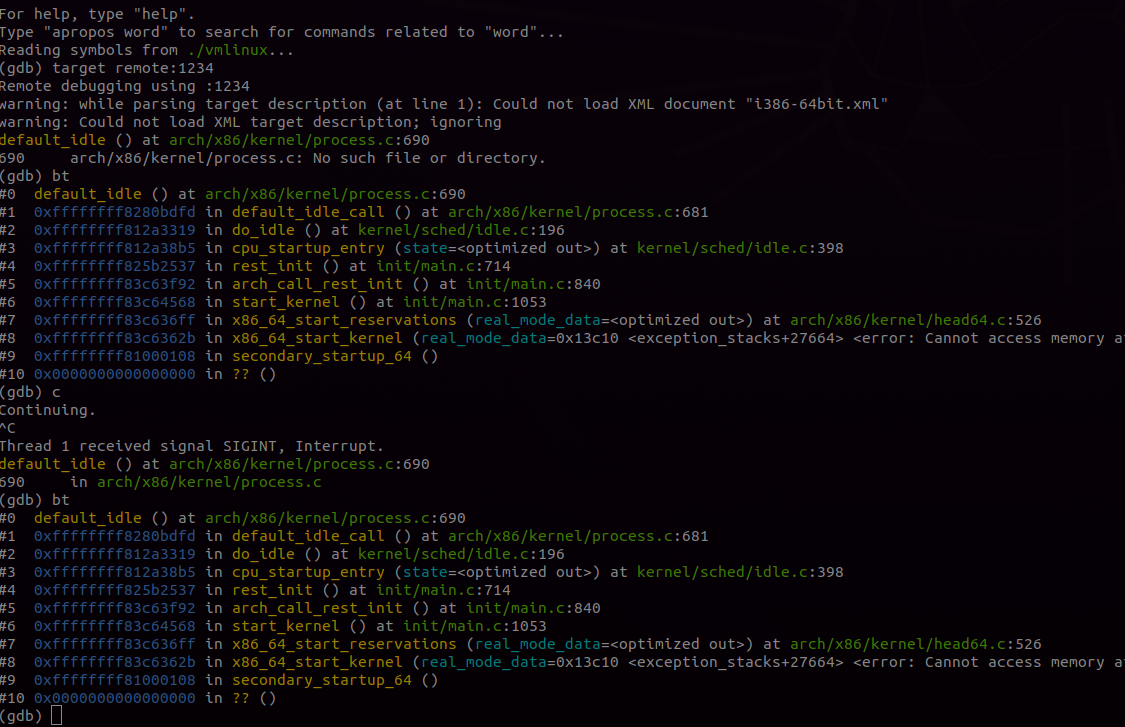 For help, type "help".
Type "apropos word" to search for commands related to "word"...
Reading symbols from ./vmlinux...
(gdb) target remote:1234
Remote debugging using :1234
warning: while parsing target description (at line 1): Could not load XML document "i386-64bit.xml"
warning: Could not load XML target description; ignoring
default_idle () at arch/x86/kernel/process.c:690
690     arch/x86/kernel/process.c: No such file or directory.
(gdb) bt
#0  default_idle () at arch/x86/kernel/process.c:690
#1  0xffffffff8280bdfd in default_idle_call () at arch/x86/kernel/process.c:681
#2  0xffffffff812a3319 in do_idle () at kernel/sched/idle.c:196
#3  0xffffffff812a38b5 in cpu_startup_entry (state=<optimized out>) at kernel/sched/idle.c:398
#4  0xffffffff825b2537 in rest_init () at init/main.c:714
#5  0xffffffff83c63f92 in arch_call_rest_init () at init/main.c:840
#6  0xffffffff83c64568 in start_kernel () at init/main.c:1053
#7  0xffffffff83c636ff in x86_64_start_reservations (real_mode_data=<optimized out>) at arch/x86/kernel/head64.c:526
#8  0xffffffff83c6362b in x86_64_start_kernel (real_mode_data=0x13c10 <exception_stacks+27664> <error: Cannot access memory a
#9  0xffffffff81000108 in secondary_startup_64 ()
#10 0x0000000000000000 in ?? ()
(gdb) c
Continuing.
^C
Thread 1 received signal SIGINT, Interrupt.
default_idle () at arch/x86/kernel/process.c:690
690     in arch/x86/kernel/process.c
(gdb) bt
#0  default_idle () at arch/x86/kernel/process.c:690
#1  0xffffffff8280bdfd in default_idle_call () at arch/x86/kernel/process.c:681
#2  0xffffffff812a3319 in do_idle () at kernel/sched/idle.c:196
#3  0xffffffff812a38b5 in cpu_startup_entry (state=<optimized out>) at kernel/sched/idle.c:398
#4  0xffffffff825b2537 in rest_init () at init/main.c:714
#5  0xffffffff83c63f92 in arch_call_rest_init () at init/main.c:840
#6  0xffffffff83c64568 in start_kernel () at init/main.c:1053
#7  0xffffffff83c636ff in x86_64_start_reservations (real_mode_data=<optimized out>) at arch/x86/kernel/head64.c:526
#8  0xffffffff83c6362b in x86_64_start_kernel (real_mode_data=0x13c10 <exception_stacks+27664> <error: Cannot access memory a
#9  0xffffffff81000108 in secondary_startup_64 ()
#10 0x0000000000000000 in ?? ()
(gdb)